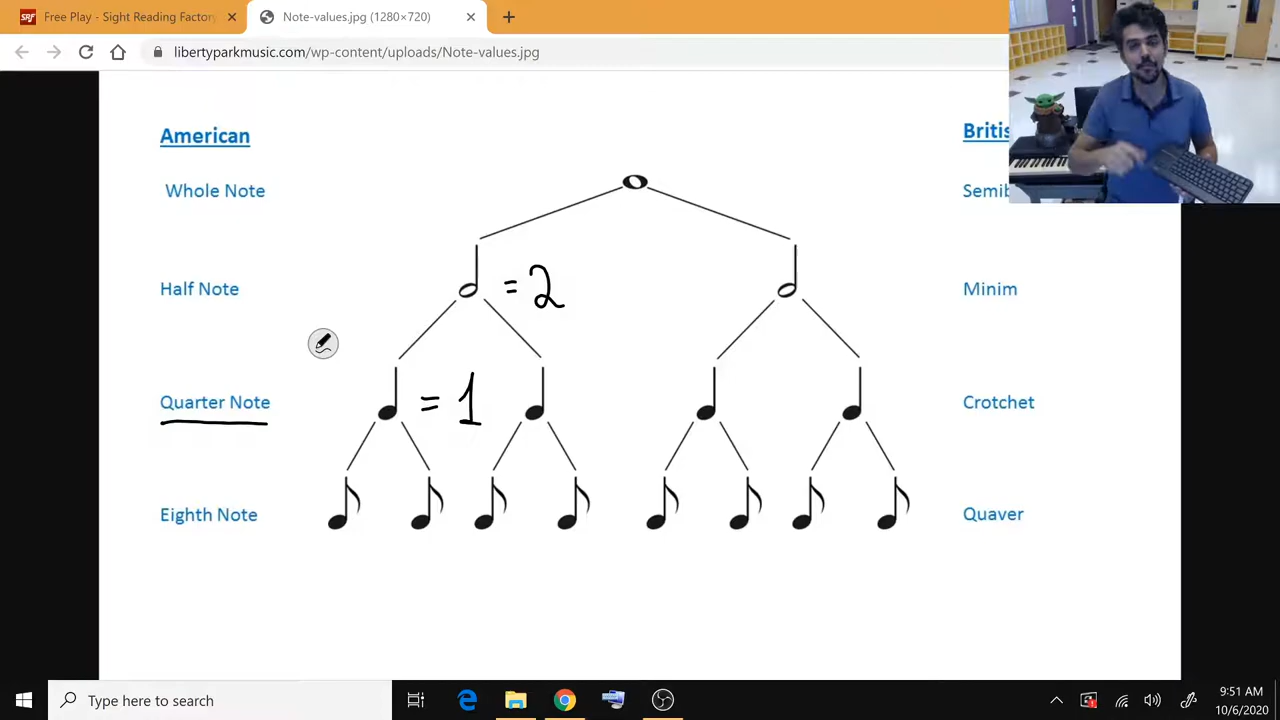 Free Play - Sight Reading Factory
Note-values.jpg (1280×720)
libertyparkmusic.com/wp-content/uploads/Note-values.jpg
American
Britis
Whole Note
Semib
Half Note
= 2
Minim
Quarter Note
= 1
Crotchet
Eighth Note
Quaver
Type here to search
9:51 AM
10/6/2020